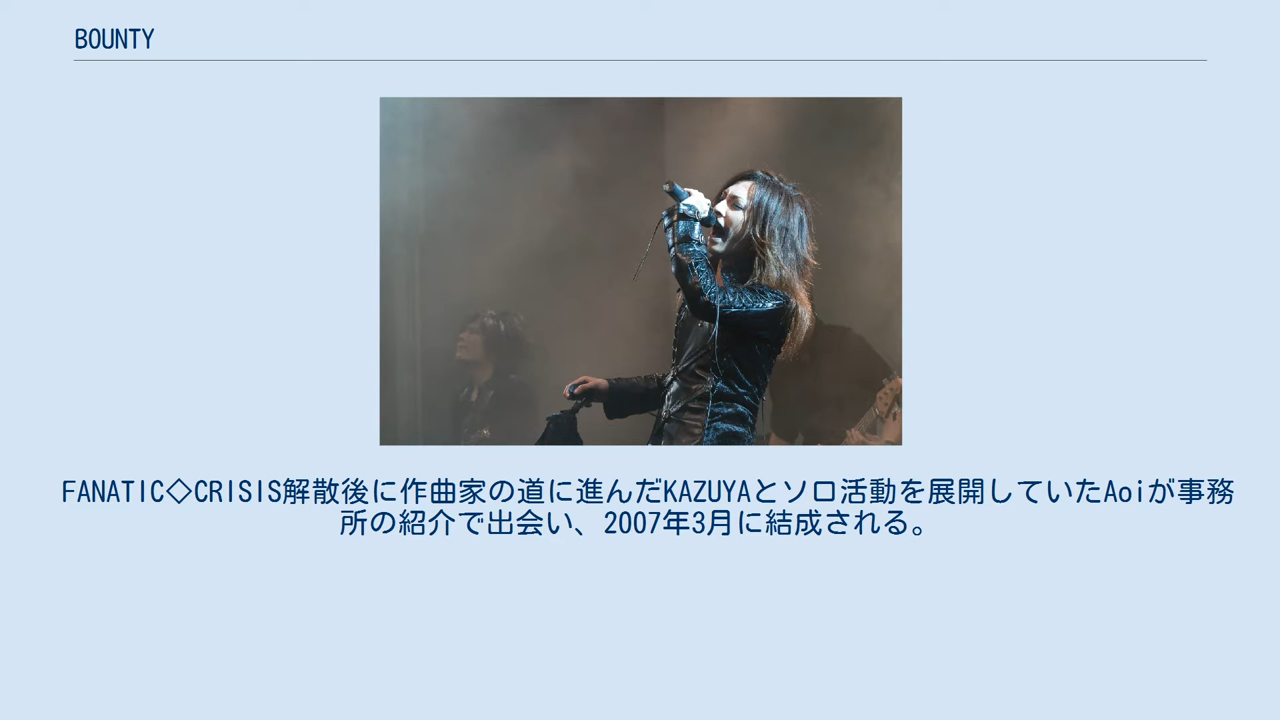 BOUNTY
FANATIC◇CRISIS解散後に作曲家の道に進んだKAZUYAとソロ活動を展開していたAoiが事務
所の紹介で出会い、2007年3月に結成される。